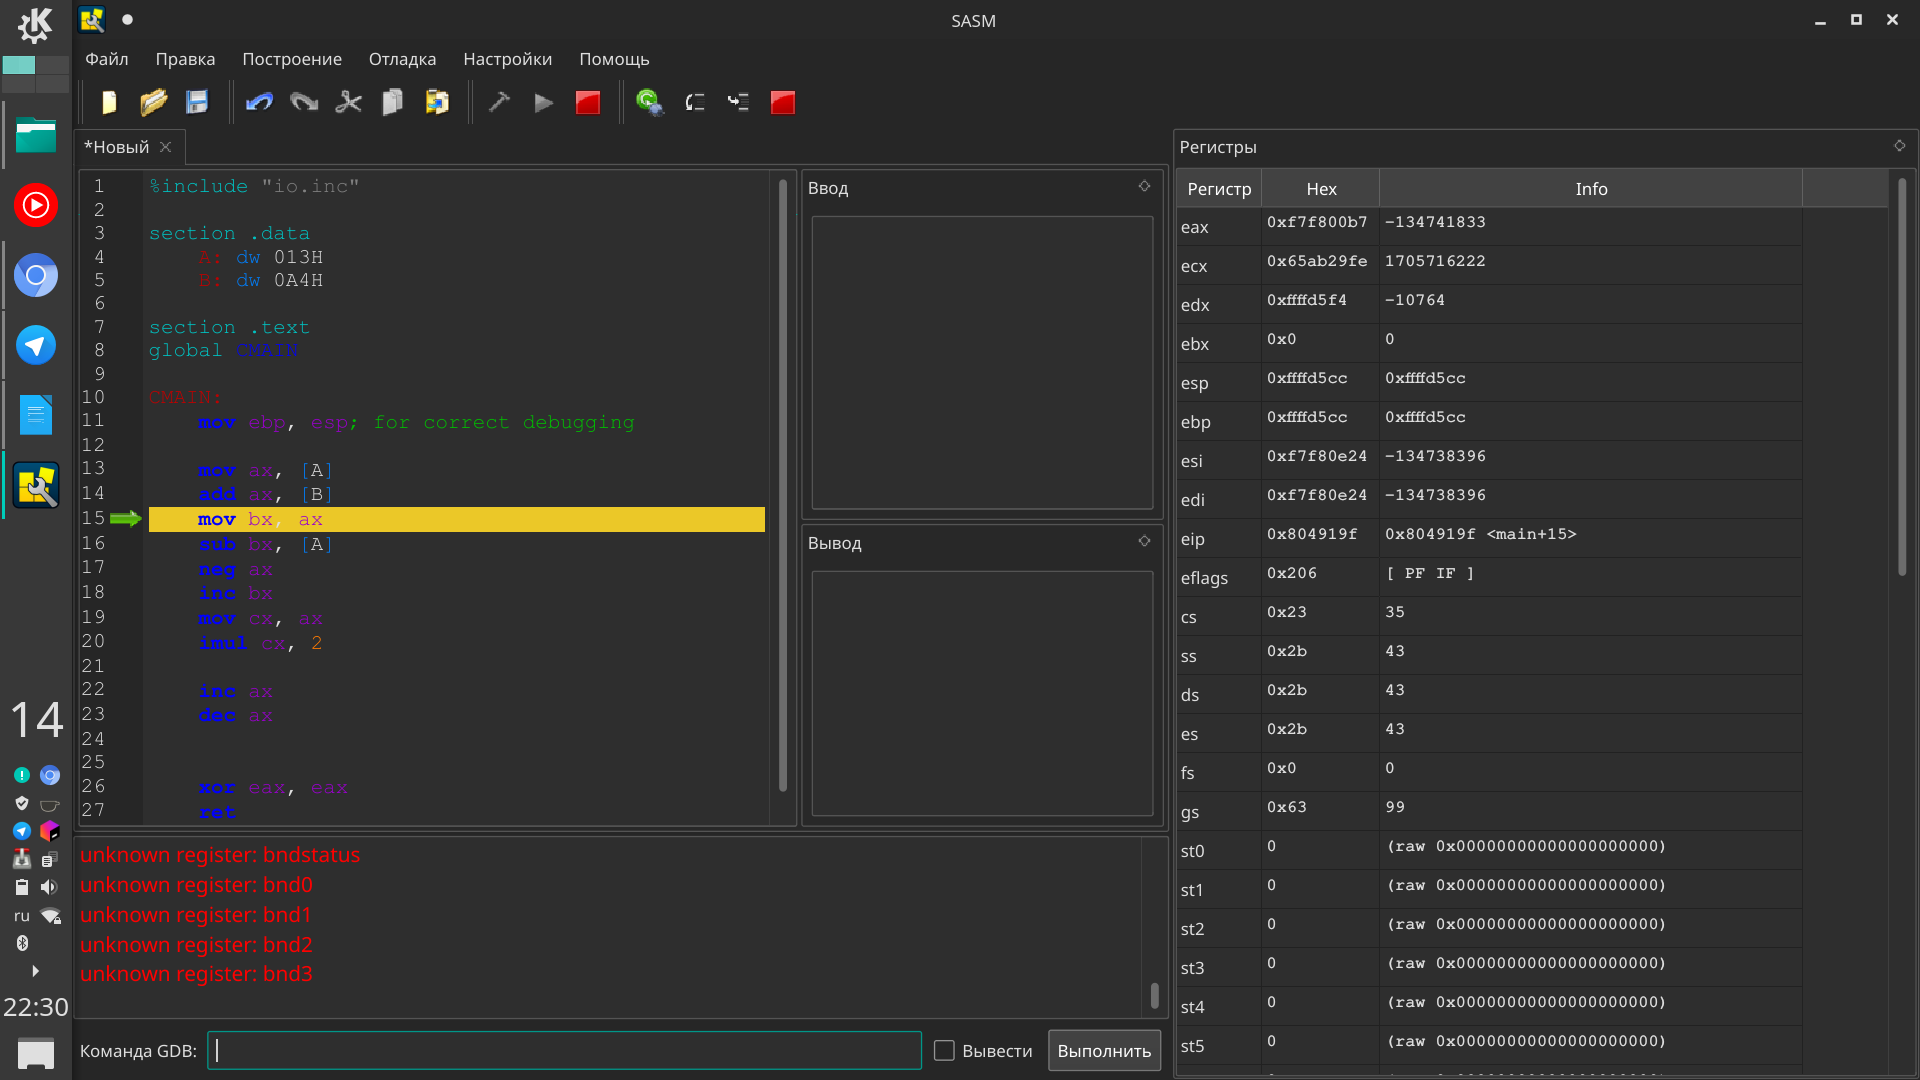 SASM
Файл Правка Построение Отладка Настройки Помощь
*Новый
1 %include "io.inc"
2
3 section .data
4 A: dw 013H
5 B: dw 0A4H
6
7 section .text
8 global CMAIN
9
10 CMAIN:
11 mov ebp, esp; for correct debugging
12
13 mov ax, [A]
14 add ax, [B]
15 mov bx, ax
16 sub bx, [A]
17 neg ax
18 inc bx
19 mov cx, ax
20 imul cx, 2
21
22 inc ax
23 dec ax
24
25
26 xor eax, eax
27 ret
Ввод
Вывод
unknown register: bndstatus
unknown register: bnd0
unknown register: bnd1
unknown register: bnd2
unknown register: bnd3
Команда GDB: Вывести Выполнить
Регистры
Регистр Hex Info
eax 0xf7f800b7 -134741833
ecx 0x65ab29fe 1705716222
edx 0xffffd5f4 -10764
ebx 0x0 0
esp 0xffffd5cc 0xffffd5cc
ebp 0xffffd5cc 0xffffd5cc
esi 0xf7f80e24 -134738396
edi 0xf7f80e24 -134738396
eip 0x804919f 0x804919f <main+15>
eflags 0x206 [ PF IF ]
cs 0x23 35
ss 0x2b 43
ds 0x2b 43
es 0x2b 43
fs 0x0 0
gs 0x63 99
st0 0 (raw 0x00000000000000000000)
st1 0 (raw 0x00000000000000000000)
st2 0 (raw 0x00000000000000000000)
st3 0 (raw 0x00000000000000000000)
st4 0 (raw 0x00000000000000000000)
st5 0 (raw 0x00000000000000000000)
14
ru
22:30